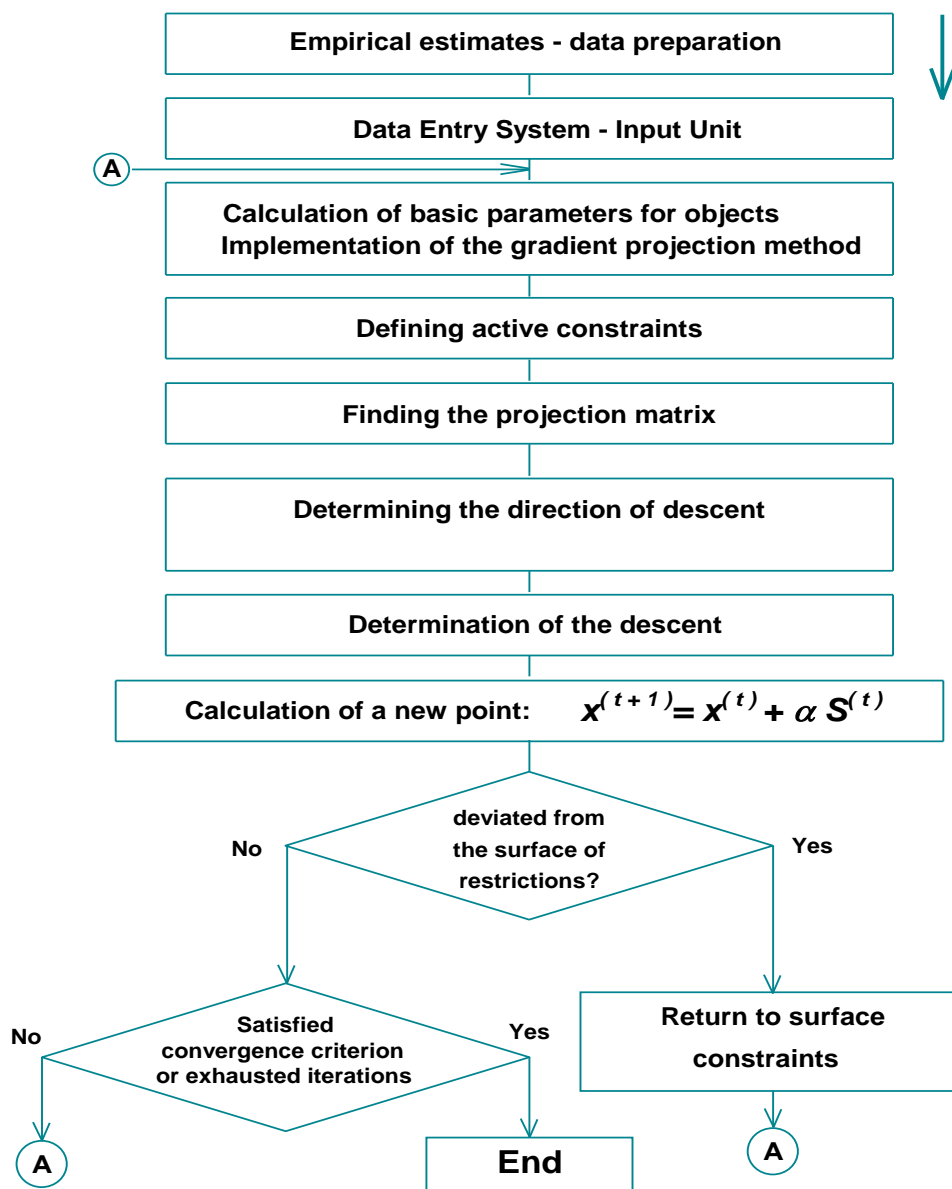 Empirical estimates - data preparation
Data Entry System - Input Unit
A
Calculation of basic parameters for objects
Implementation of the gradient projection method
Defining active constraints
Finding the projection matrix
Determining the direction of descent
Determination of the descent
Calculation of a new point: x^(t+1) = x^(t) + α S^(t)
deviated from
the surface of
restrictions?
No
Yes
Satisfied
convergence criterion
or exhausted iterations
No
Yes
Return to surface
constraints
A
End
A